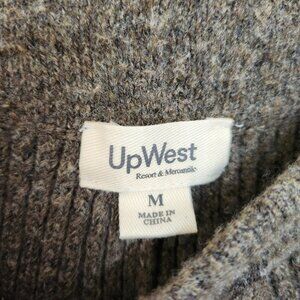 UpWest
Resort & Mercantile
M
MADE IN
CHINA